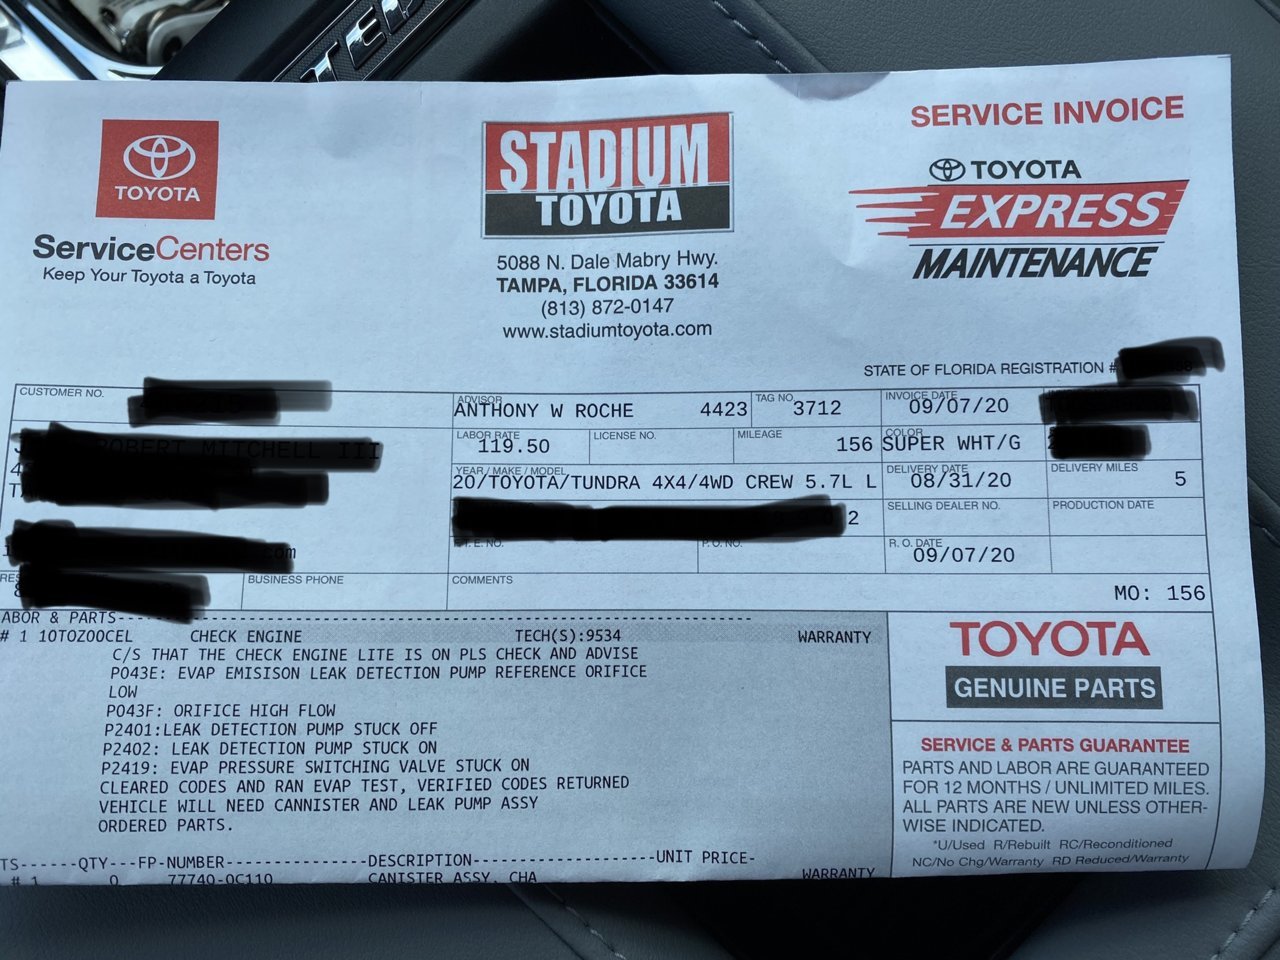 SERVICE INVOICE
TOYOTA
STADIUM
TOYOTA
TOYOTA
EXPRESS
MAINTENANCE
ServiceCenters
Keep Your Toyota a Toyota
5088 N. Dale Mabry Hwy.
TAMPA, FLORIDA 33614
(813) 872-0147
www.stadiumtoyota.com
STATE OF FLORIDA REGISTRATION #
CUSTOMER NO. ADVISOR TAG NO. INVOICE DATE
ANTHONY W ROCHE 4423 3712 09/07/20
LABOR RATE LICENSE NO. MILEAGE COLOR
119.50 156 SUPER WHT/G
YEAR / MAKE / MODEL DELIVERY DATE DELIVERY MILES
20/TOYOTA/TUNDRA 4X4/4WD CREW 5.7L L 08/31/20 5
SELLING DEALER NO. PRODUCTION DATE
2
F. T. E. NO. P. O. NO. R. O. DATE
09/07/20
BUSINESS PHONE COMMENTS
MO: 156
ABOR & PARTS
# 1 10TOZ00CEL CHECK ENGINE TECH(S):9534 WARRANTY
C/S THAT THE CHECK ENGINE LITE IS ON PLS CHECK AND ADVISE
P043E: EVAP EMISISON LEAK DETECTION PUMP REFERENCE ORIFICE
LOW
P043F: ORIFICE HIGH FLOW
P2401:LEAK DETECTION PUMP STUCK OFF
P2402: LEAK DETECTION PUMP STUCK ON
P2419: EVAP PRESSURE SWITCHING VALVE STUCK ON
CLEARED CODES AND RAN EVAP TEST, VERIFIED CODES RETURNED
VEHICLE WILL NEED CANNISTER AND LEAK PUMP ASSY
ORDERED PARTS.
TS------QTY---FP-NUMBER---------------DESCRIPTION--------------------UNIT PRICE-
# 1 0 77740-0C110 CANISTER ASSY, CHA WARRANTY
TOYOTA
GENUINE PARTS
SERVICE & PARTS GUARANTEE
PARTS AND LABOR ARE GUARANTEED
FOR 12 MONTHS / UNLIMITED MILES.
ALL PARTS ARE NEW UNLESS OTHER-
WISE INDICATED.
*U/Used R/Rebuilt RC/Reconditioned
NC/No Chg/Warranty RD Reduced/Warranty